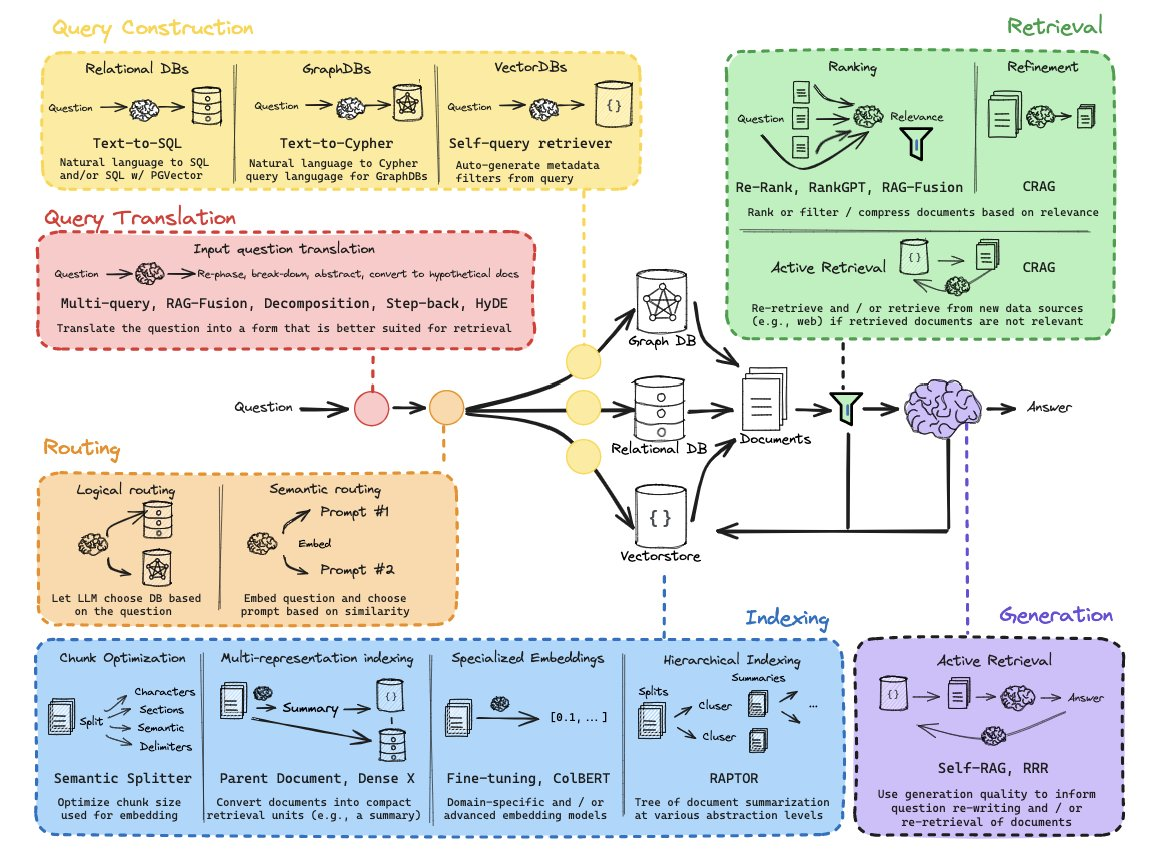 Query Construction
Relational DBs
Question
Text-to-SQL
Natural language to SQL
and/or SQL w/ PGVector
GraphDBs
Question
Text-to-Cypher
Natural language to Cypher
query langugage for GraphDBs
VectorDBs
Question
{}
Self-query retriever
Auto-generate metadata
filters from query
Retrieval
Ranking
Question
Relevance
Re-Rank, RankGPT, RAG-Fusion
Refinement
CRAG
Rank or filter / compress documents based on relevance
Active Retrieval
{}
CRAG
Re-retrieve and / or retrieve from new data sources
(e.g., web) if retrieved documents are not relevant
Query Translation
Input question translation
Question
Re-phase, break-down, abstract, convert to hypothetical docs
Multi-query, RAG-Fusion, Decomposition, Step-back, HyDE
Translate the question into a form that is better suited for retrieval
Question
Graph DB
Relational DB
{}
Vectorstore
Documents
Answer
Routing
Logical routing
Let LLM choose DB based
on the question
Semantic routing
Prompt #1
Embed
Prompt #2
Embed question and choose
prompt based on similarity
Indexing
Chunk Optimization
Split
Characters
Sections
Semantic
Delimiters
Semantic Splitter
Optimize chunk size
used for embedding
Multi-representation indexing
Summary
{}
Parent Document, Dense X
Convert documents into compact
retrieval units (e.g., a summary)
Specialized Embeddings
[0.1, ...]
Fine-tuning, ColBERT
Domain-specific and / or
advanced embedding models
Hierarchical Indexing
Summaries
Splits
Cluser
Cluser
...
RAPTOR
Tree of document summarization
at various abstraction levels
Generation
Active Retrieval
{}
Answer
Self-RAG, RRR
Use generation quality to inform
question re-writing and / or
re-retrieval of documents